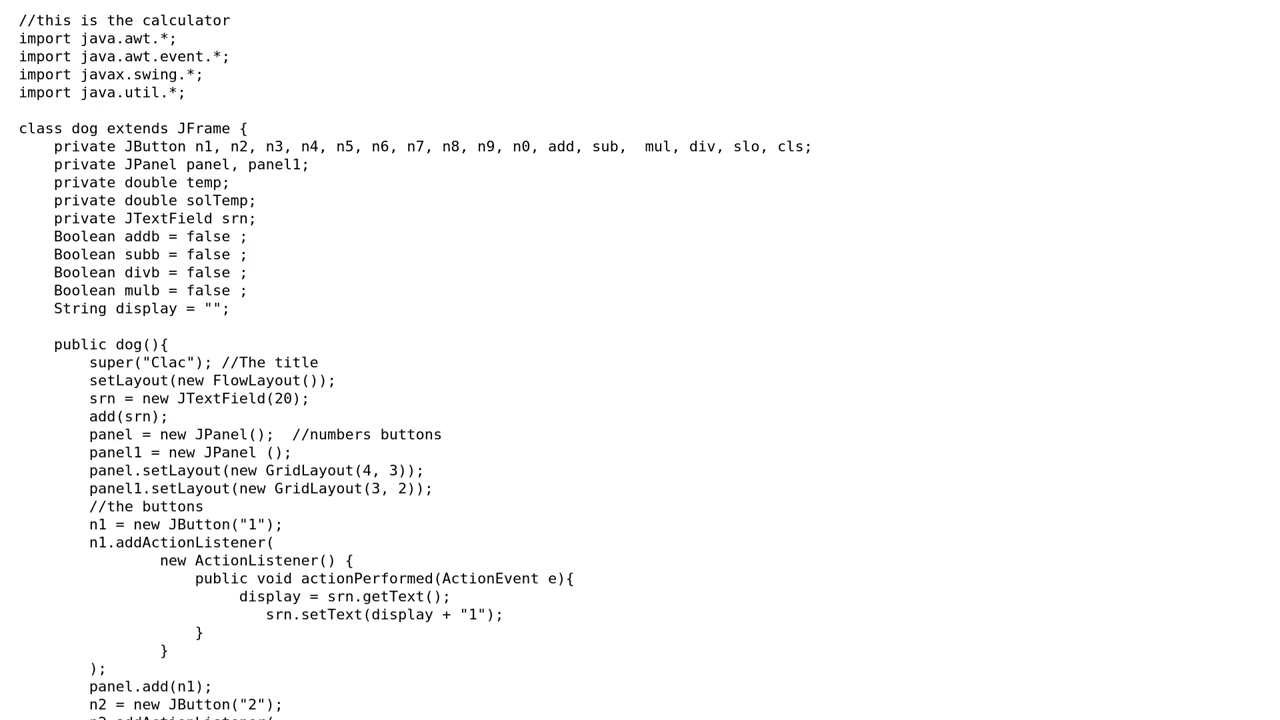 //this is the calculator
import java.awt.*;
import java.awt.event.*;
import javax.swing.*;
import java.util.*;

class dog extends JFrame {
    private JButton n1, n2, n3, n4, n5, n6, n7, n8, n9, n0, add, sub,  mul, div, slo, cls;
    private JPanel panel, panel1;
    private double temp;
    private double solTemp;
    private JTextField srn;
    Boolean addb = false ;
    Boolean subb = false ;
    Boolean divb = false ;
    Boolean mulb = false ;
    String display = "";

    public dog(){
        super("Clac"); //The title
        setLayout(new FlowLayout());
        srn = new JTextField(20);
        add(srn);
        panel = new JPanel();  //numbers buttons
        panel1 = new JPanel ();
        panel.setLayout(new GridLayout(4, 3));
        panel1.setLayout(new GridLayout(3, 2));
        //the buttons
        n1 = new JButton("1");
        n1.addActionListener(
                new ActionListener() {
                    public void actionPerformed(ActionEvent e){
                         display = srn.getText();
                            srn.setText(display + "1");
                    }
                }
        );
        panel.add(n1);
        n2 = new JButton("2");
        n2.addActionListener(